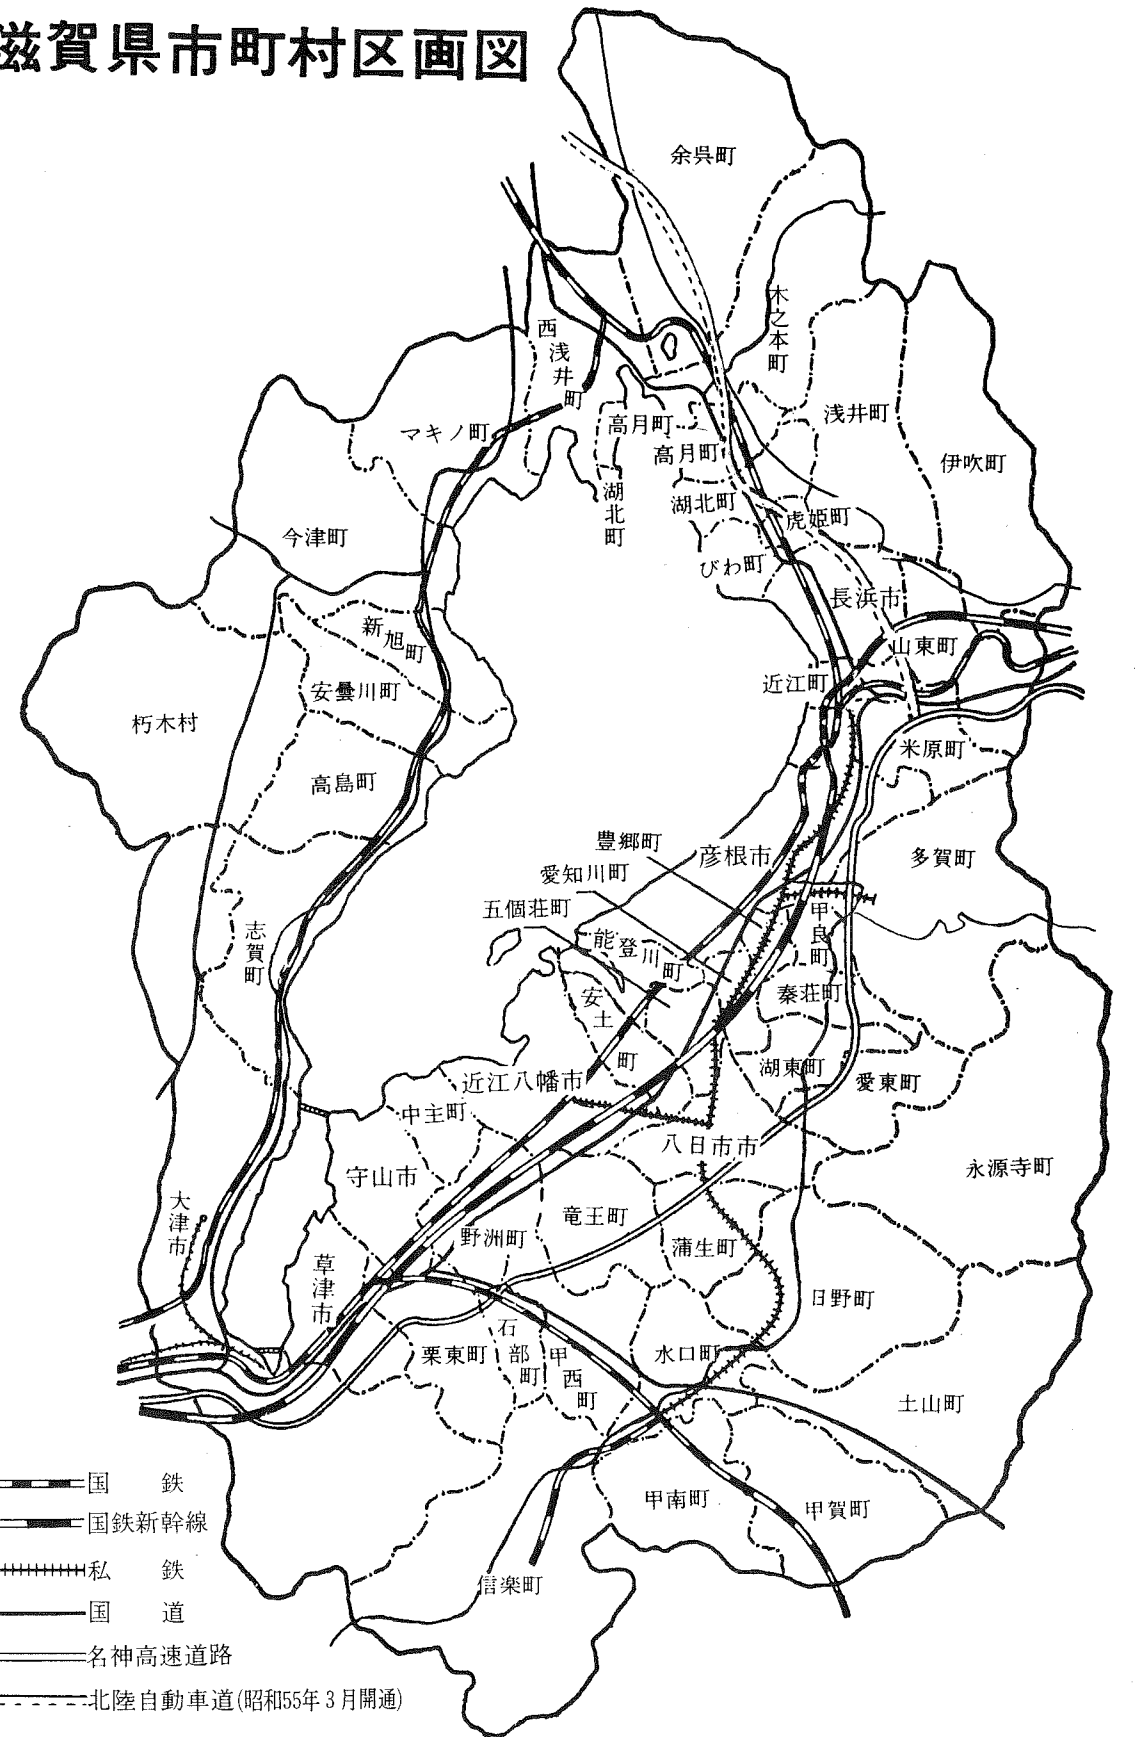 滋賀県市町村区画図
余呉町
木之本町
西浅井町
浅井町
高月町
マキノ町
高月町
伊吹町
湖北町
湖北町
虎姫町
今津町
びわ町
長浜市
新旭町
山東町
近江町
安曇川町
朽木村
米原町
高島町
豊郷町
彦根市
多賀町
愛知川町
五個荘町
甲良町
能登川町
志賀町
秦荘町
安土町
湖東町
愛東町
近江八幡市
中主町
八日市市
永源寺町
守山市
大津市
竜王町
野洲町
蒲生町
草津市
日野町
石部町
栗東町
甲西町
水口町
土山町
甲南町
甲賀町
信楽町
国鉄
国鉄新幹線
私鉄
国道
名神高速道路
北陸自動車道(昭和55年3月開通)